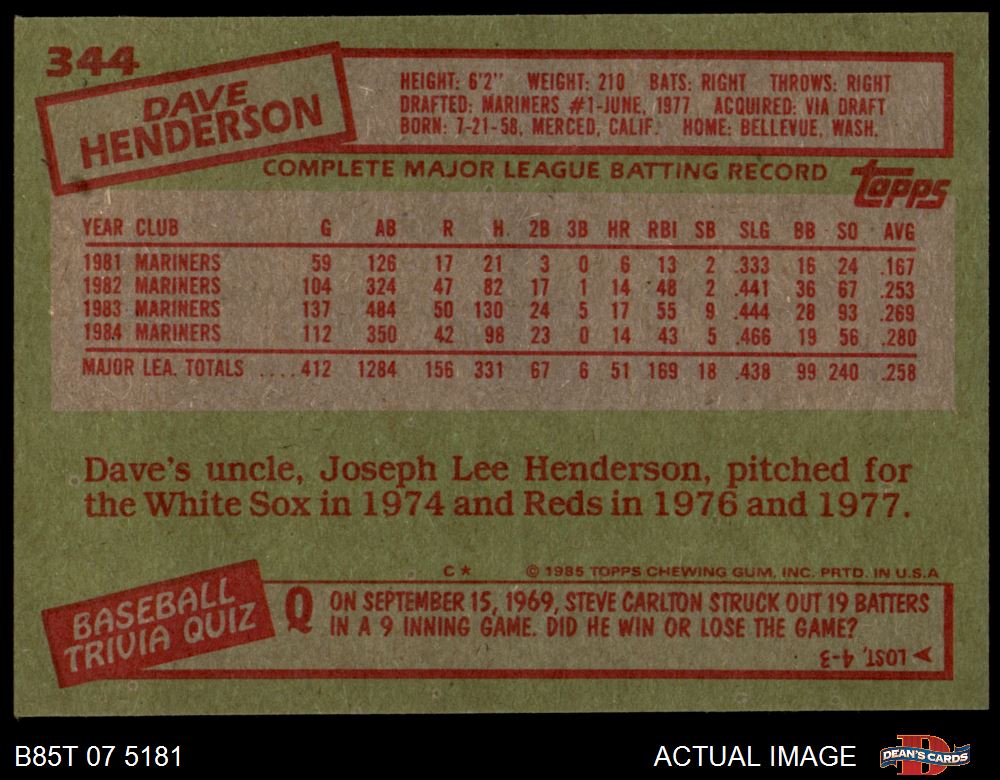 344
DAVE
HENDERSON
HEIGHT: 6'2" WEIGHT: 210 BATS: RIGHT THROWS: RIGHT
DRAFTED: MARINERS #1-JUNE, 1977 ACQUIRED: VIA DRAFT
BORN: 7-21-58, MERCED, CALIF. HOME: BELLEVUE, WASH.
COMPLETE MAJOR LEAGUE BATTING RECORD
topps
YEAR CLUB G AB R H. 2B 3B HR RBI SB SLG BB SO AVG
1981 MARINERS 59 126 17 21 3 0 6 13 2 .333 16 24 .167
1982 MARINERS 104 324 47 82 17 1 14 48 2 .441 36 67 .253
1983 MARINERS 137 484 50 130 24 5 17 55 9 .444 28 93 .269
1984 MARINERS 112 350 42 98 23 0 14 43 5 .466 19 56 .280
MAJOR LEA. TOTALS ....412 1284 156 331 67 6 51 169 18 .438 99 240 .258
Dave's uncle, Joseph Lee Henderson, pitched for
the White Sox in 1974 and Reds in 1976 and 1977.
C* © 1985 TOPPS CHEWING GUM, INC. PRTD. IN U.S.A
BASEBALL
TRIVIA QUIZ
Q ON SEPTEMBER 15, 1969, STEVE CARLTON STRUCK OUT 19 BATTERS
IN A 9 INNING GAME. DID HE WIN OR LOSE THE GAME?
LOST, 4-3
B85T 07 5181
ACTUAL IMAGE
DEAN'S CARDS